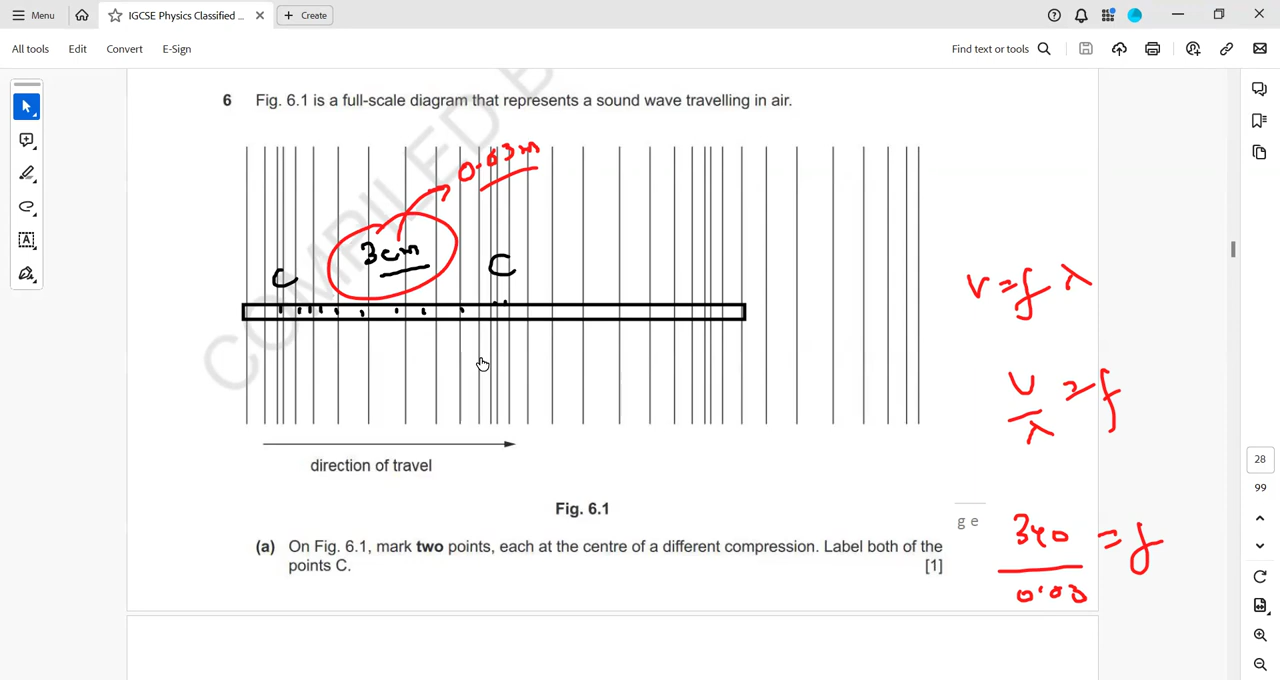 Menu
IGCSE Physics Classified ...
Create
All tools
Edit
Convert
E-Sign
Find text or tools
6 Fig. 6.1 is a full-scale diagram that represents a sound wave travelling in air.
COMPILED B
0.03m
3cm
C
C
v = f λ
v/λ = f
direction of travel
Fig. 6.1
g e
340/0.03 = f
(a) On Fig. 6.1, mark two points, each at the centre of a different compression. Label both of the
points C. [1]
28
99